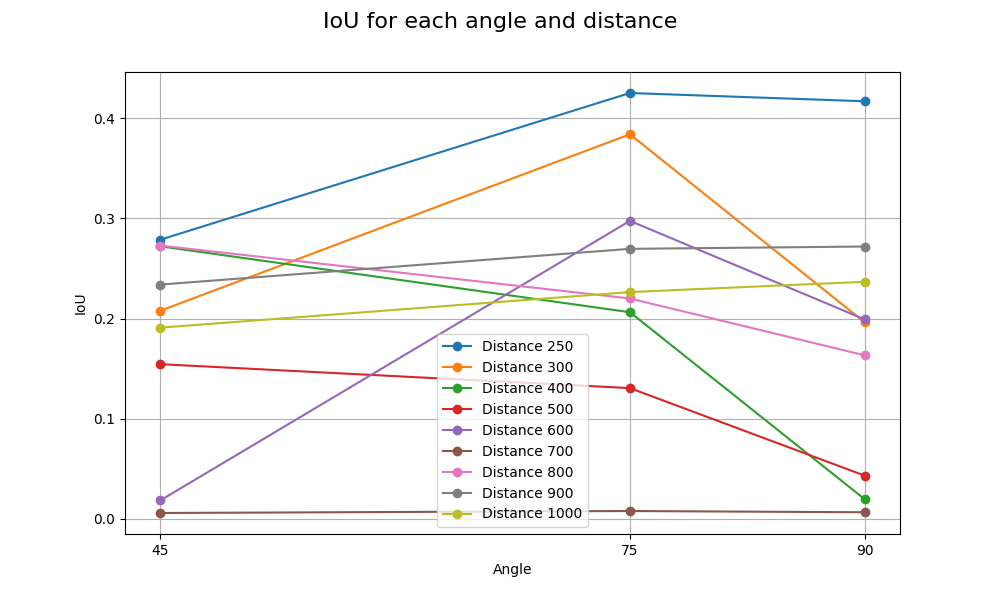 IoU for each angle and distance
0.4
0.3
0.2
0.1
0.0
IoU
Distance 250
Distance 300
Distance 400
Distance 500
Distance 600
Distance 700
Distance 800
Distance 900
Distance 1000
45
75
90
Angle